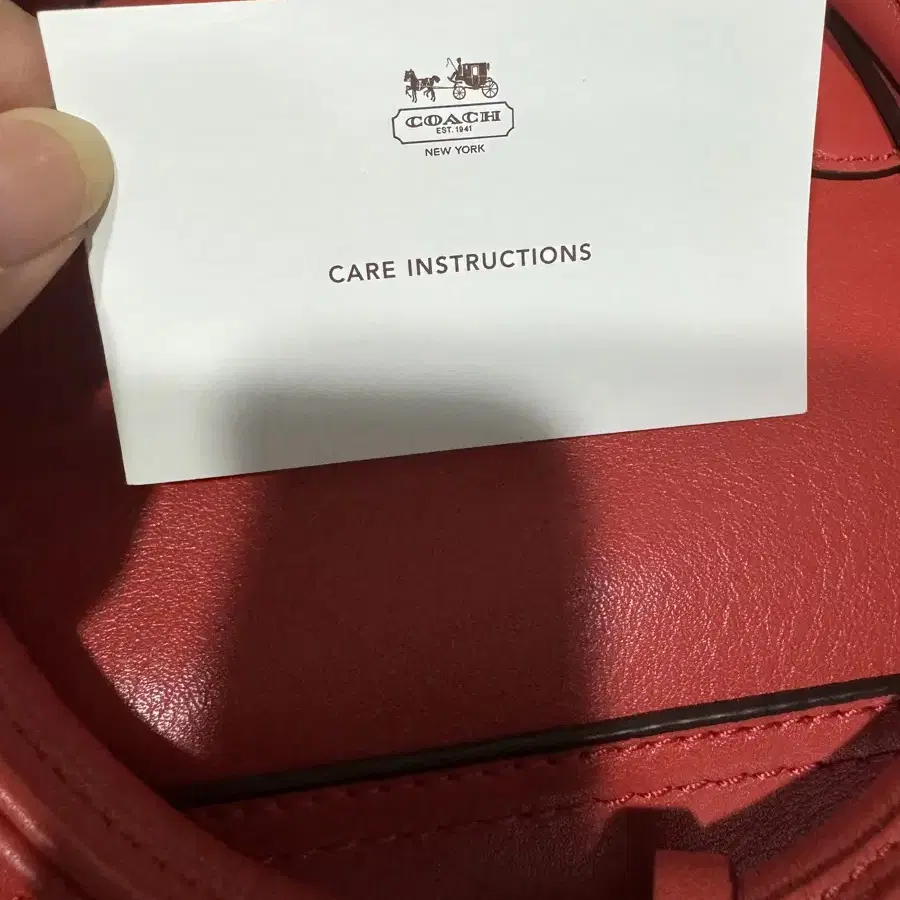 COACH
EST. 1941
NEW YORK
CARE INSTRUCTIONS